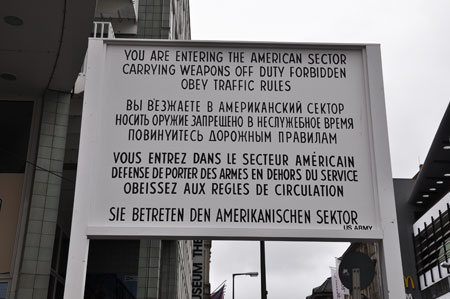 YOU ARE ENTERING THE AMERICAN SECTOR
CARRYING WEAPONS OFF DUTY FORBIDDEN
OBEY TRAFFIC RULES
ВЫ ВЪЕЗЖАЕТЕ В АМЕРИКАНСКИЙ СЕКТОР
НОСИТЬ ОРУЖИЕ ЗАПРЕЩЕНО В НЕСЛУЖЕБНОЕ ВРЕМЯ
ПОВИНУИТЕСЬ ДОРОЖНЫМ ПРАВИЛАМ
VOUS ENTREZ DANS LE SECTEUR AMÉRICAIN
DEFENSE DE PORTER DES ARMES EN DEHORS DU SERVICE
OBEISSEZ AUX REGLES DE CIRCULATION
SIE BETRETEN DEN AMERIKANISCHEN SEKTOR
US ARMY